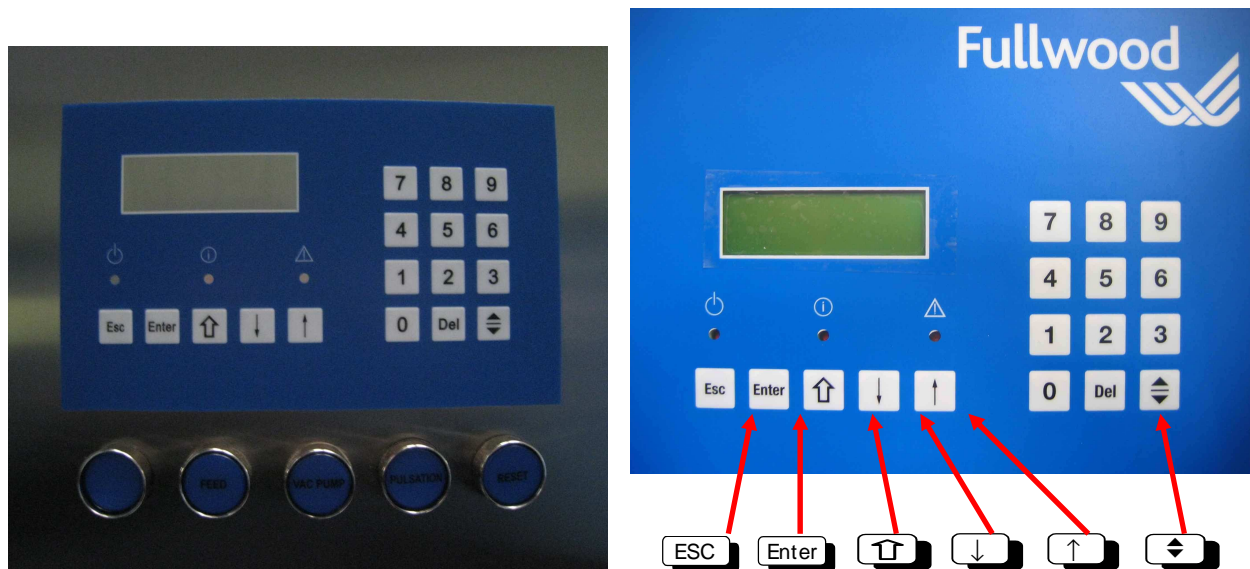 7 8 9
4 5 6
1 2 3
Esc Enter ⇧ ↓ ↑ 0 Del
FEED VAC PUMP PULSATION RESET
Fullwood
7 8 9
4 5 6
1 2 3
Esc Enter ⇧ ↓ ↑ 0 Del
ESC Enter ⇧ ↓ ↑